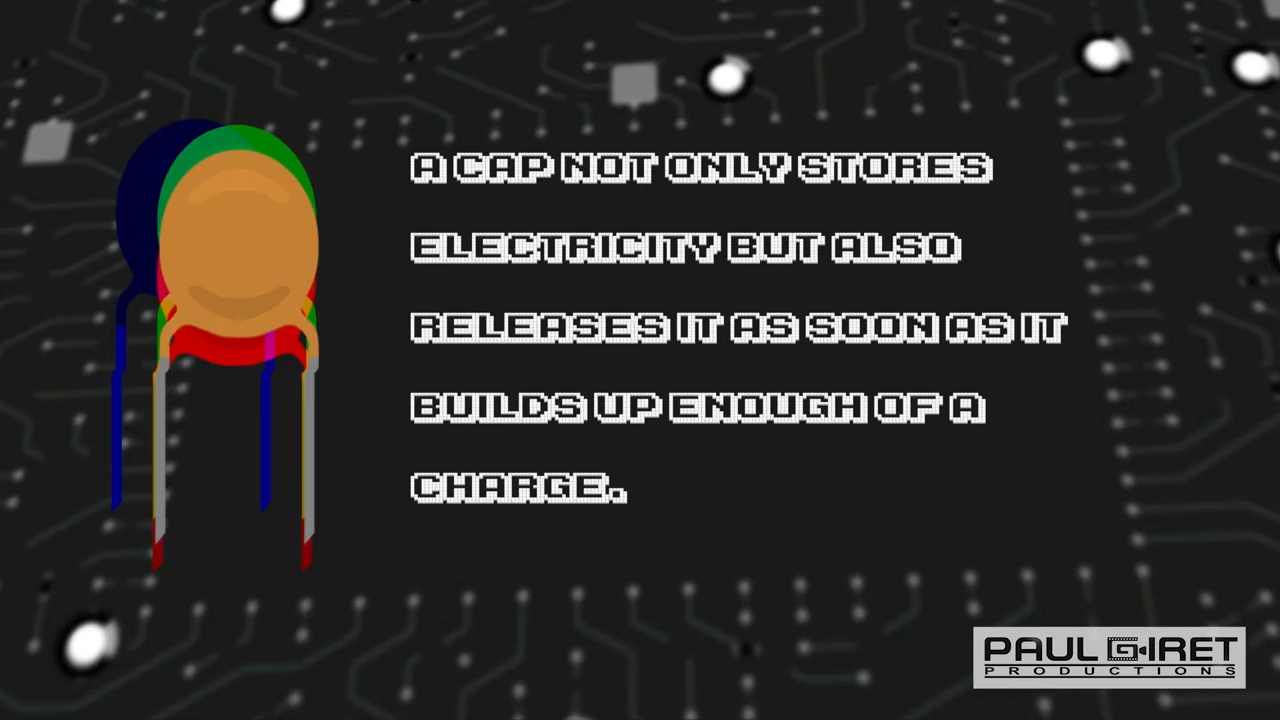 A CAP NOT ONLY STORES
ELECTRICITY BUT ALSO
RELEASES IT AS SOON AS IT
BUILDS UP ENOUGH OF A
CHARGE.
PAUL GIRET
PRODUCTIONS